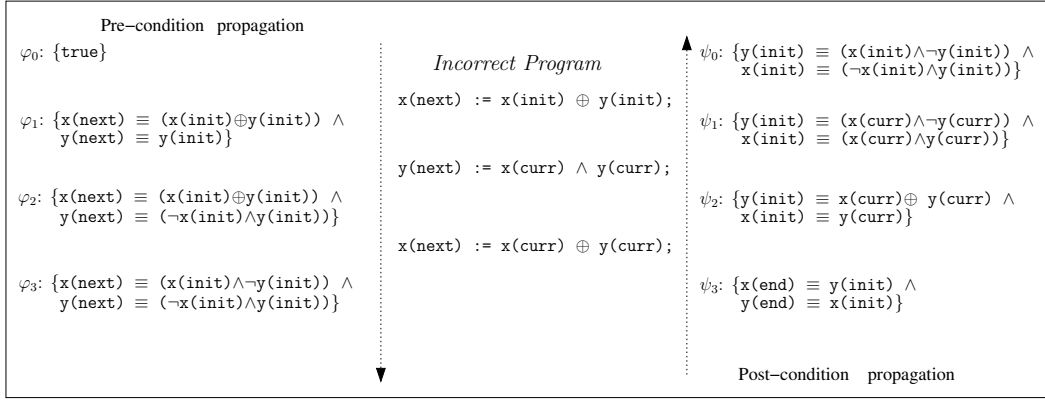 Pre−condition propagation
φ₀: {true}
φ₁: {x(next) ≡ (x(init)⊕y(init)) ∧
y(next) ≡ y(init)}
φ₂: {x(next) ≡ (x(init)⊕y(init)) ∧
y(next) ≡ (¬x(init)∧y(init))}
φ₃: {x(next) ≡ (x(init)∧¬y(init)) ∧
y(next) ≡ (¬x(init)∧y(init))}
Incorrect Program
x(next) := x(init) ⊕ y(init);
y(next) := x(curr) ∧ y(curr);
x(next) := x(curr) ⊕ y(curr);
ψ₀: {y(init) ≡ (x(init)∧¬y(init)) ∧
x(init) ≡ (¬x(init)∧y(init))}
ψ₁: {y(init) ≡ (x(curr)∧¬y(curr)) ∧
x(init) ≡ (x(curr)∧y(curr))}
ψ₂: {y(init) ≡ x(curr)⊕ y(curr) ∧
x(init) ≡ y(curr)}
ψ₃: {x(end) ≡ y(init) ∧
y(end) ≡ x(init)}
Post−condition propagation